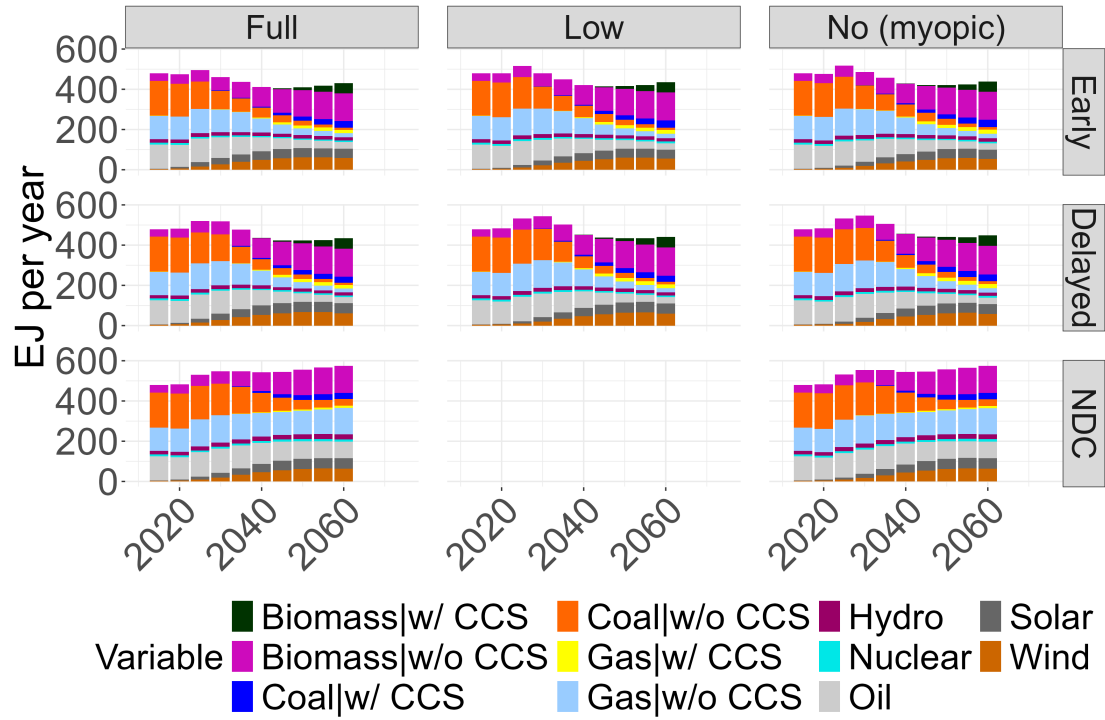 Full Low No (myopic)
EJ per year
600
400
200
0
Early
600
400
200
0
Delayed
600
400
200
0
NDC
2020 2040 2060 2020 2040 2060 2020 2040 2060
Variable
Biomass|w/ CCS Coal|w/o CCS Hydro Solar
Biomass|w/o CCS Gas|w/ CCS Nuclear Wind
Coal|w/ CCS Gas|w/o CCS Oil